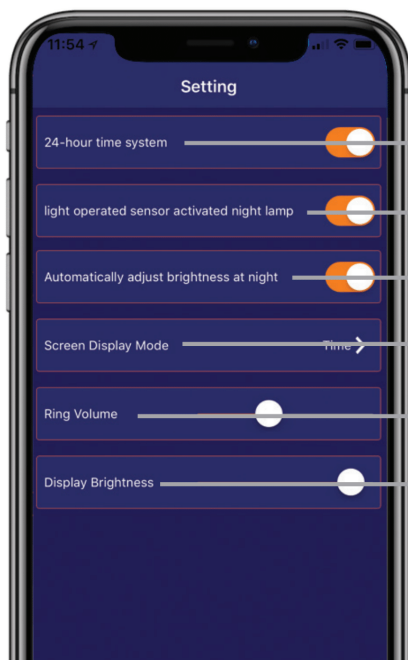 11:54
Setting
24-hour time system
light operated sensor activated night lamp
Automatically adjust brightness at night
Screen Display Mode
Time
Ring Volume
Display Brightness